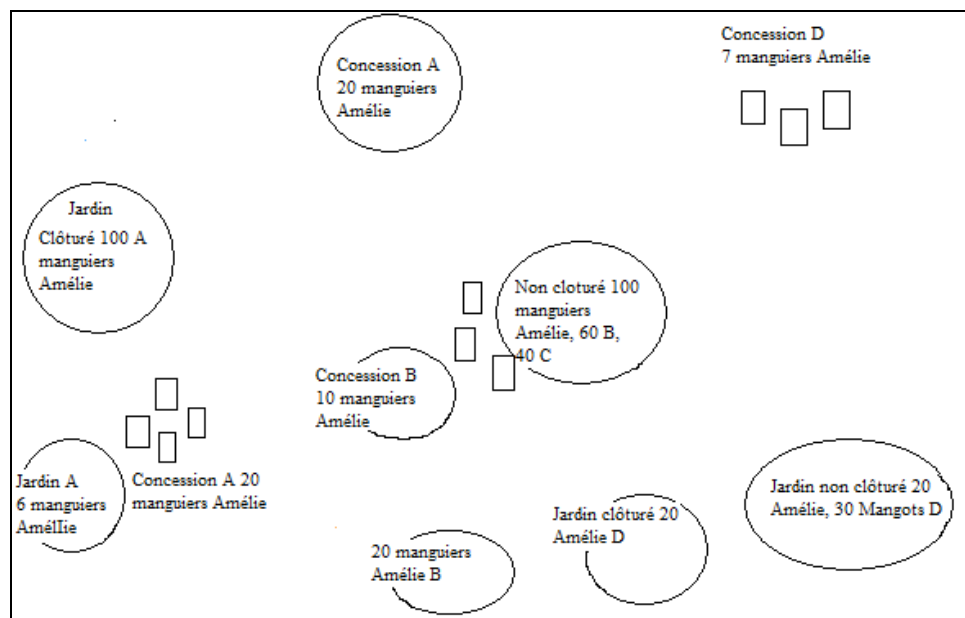 Concession A
20 manguiers
Amélie
Concession D
7 manguiers Amélie
Jardin
Clôturé 100 A
manguiers
Amélie
Non cloturé 100
manguiers
Amélie, 60 B,
40 C
Concession B
10 manguiers
Amélie
Jardin A
6 manguiers
AmélIie
Concession A 20
manguiers Amélie
20 manguiers
Amélie B
Jardin clôturé 20
Amélie D
Jardin non clôturé 20
Amélie, 30 Mangots D